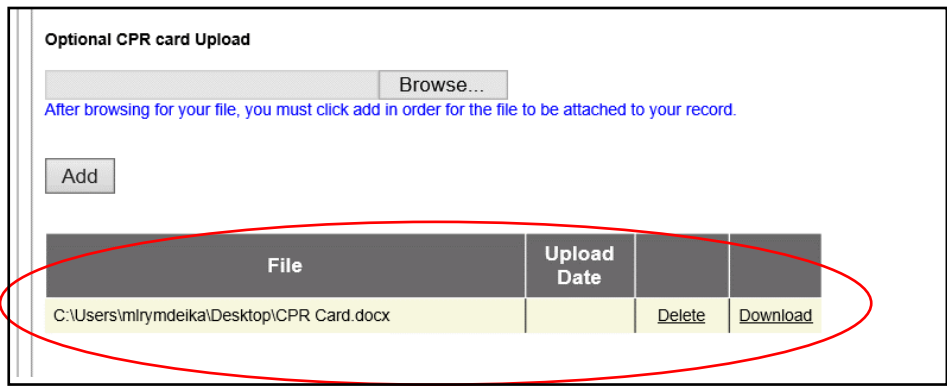 Optional CPR card Upload
Browse...
After browsing for your file, you must click add in order for the file to be attached to your record.
Add
File Upload Date
C:\Users\mlrymdeika\Desktop\CPR Card.docx Delete Download